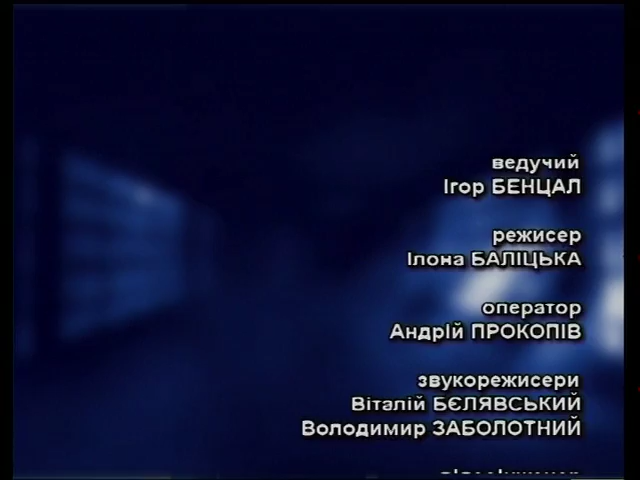 ведучий
Ігор БЕНЦАЛ
режисер
Ілона БАЛІЦЬКА
оператор
Андрій ПРОКОПІВ
звукорежисери
Віталій БЄЛЯВСЬКИЙ
Володимир ЗАБОЛОТНИЙ